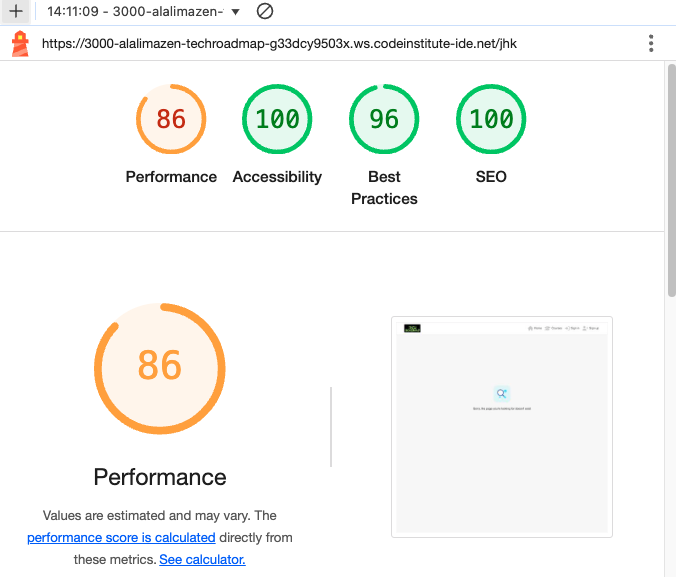 14:11:09 - 3000-alalimazen-
https://3000-alalimazen-techroadmap-g33dcy9503x.ws.codeinstitute-ide.net/jhk
86
100
96
100
Performance
Accessibility
Best
Practices
SEO
86
Performance
Values are estimated and may vary. The
performance score is calculated directly from
these metrics. See calculator.